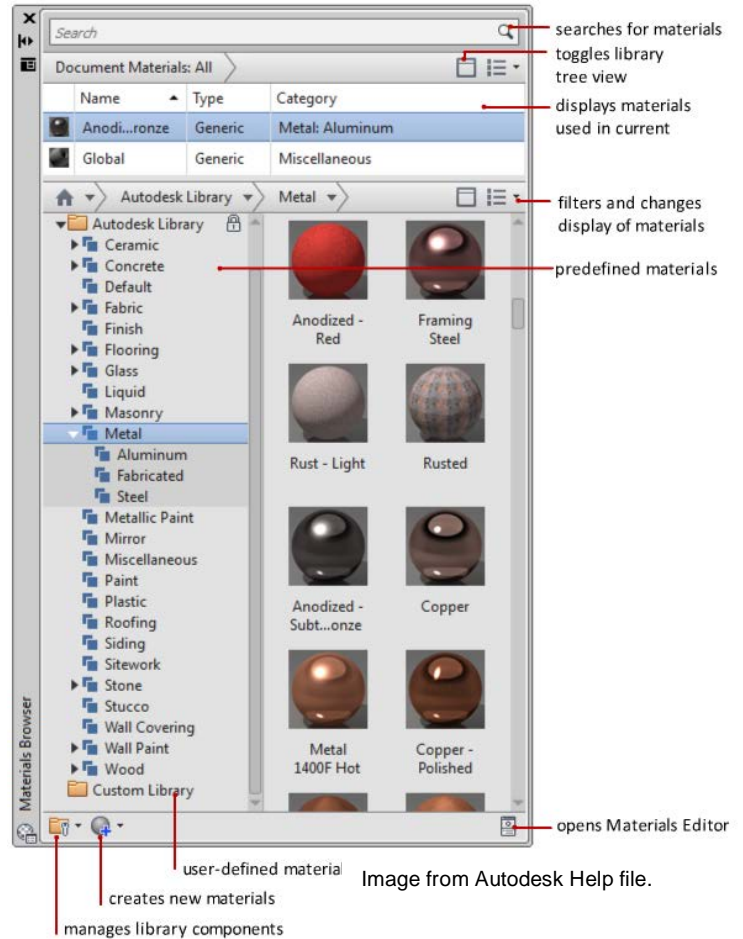 Search
searches for materials
toggles library
tree view
Document Materials: All
Name Type Category
displays materials
used in current
Anodi...ronze Generic Metal: Aluminum
Global Generic Miscellaneous
Autodesk Library Metal
filters and changes
display of materials
Autodesk Library
Ceramic
Concrete
predefined materials
Default
Fabric
Finish
Flooring
Glass
Liquid
Masonry
Metal
Aluminum
Fabricated
Steel
Metallic Paint
Mirror
Miscellaneous
Paint
Plastic
Roofing
Siding
Sitework
Stone
Stucco
Wall Covering
Wall Paint
Wood
Custom Library
Anodized -
Red
Framing
Steel
Rust - Light
Rusted
Anodized -
Subt...onze
Copper
Metal
1400F Hot
Copper -
Polished
Materials Browser
opens Materials Editor
user-defined material
Image from Autodesk Help file.
creates new materials
manages library components